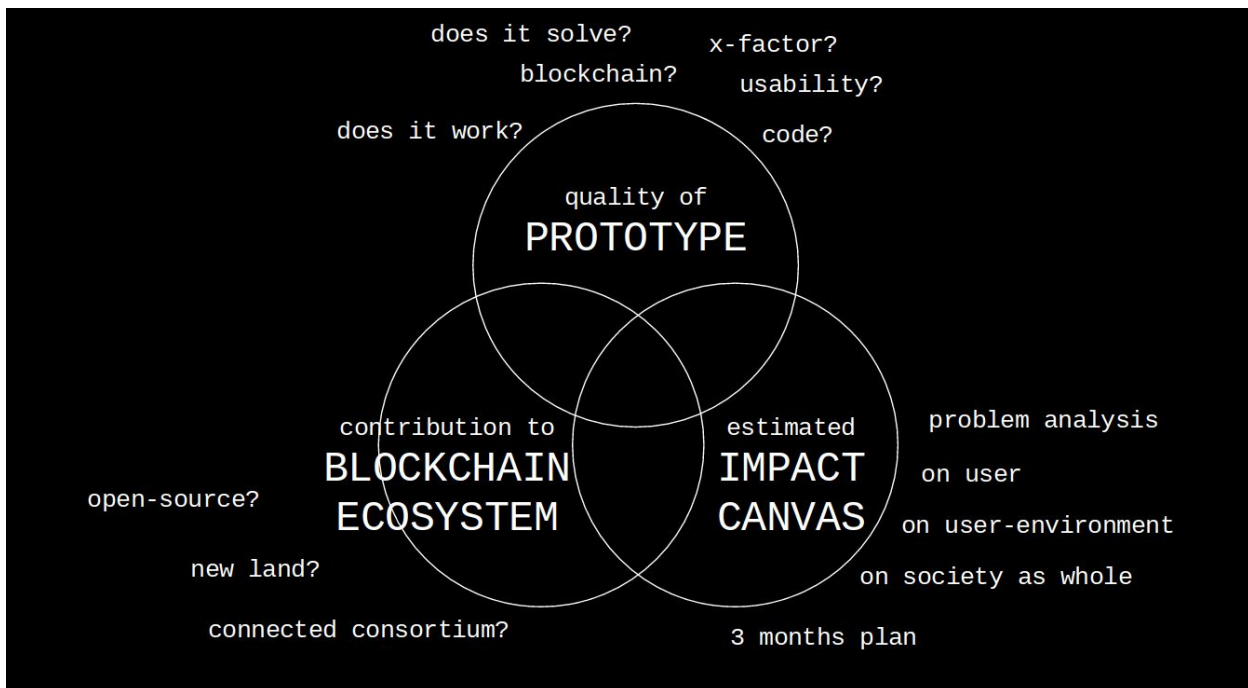 does it solve?
x-factor?
blockchain?
usability?
does it work?
code?
quality of
PROTOTYPE
contribution to
BLOCKCHAIN
ECOSYSTEM
open-source?
new land?
connected consortium?
estimated
IMPACT
CANVAS
problem analysis
on user
on user-environment
on society as whole
3 months plan